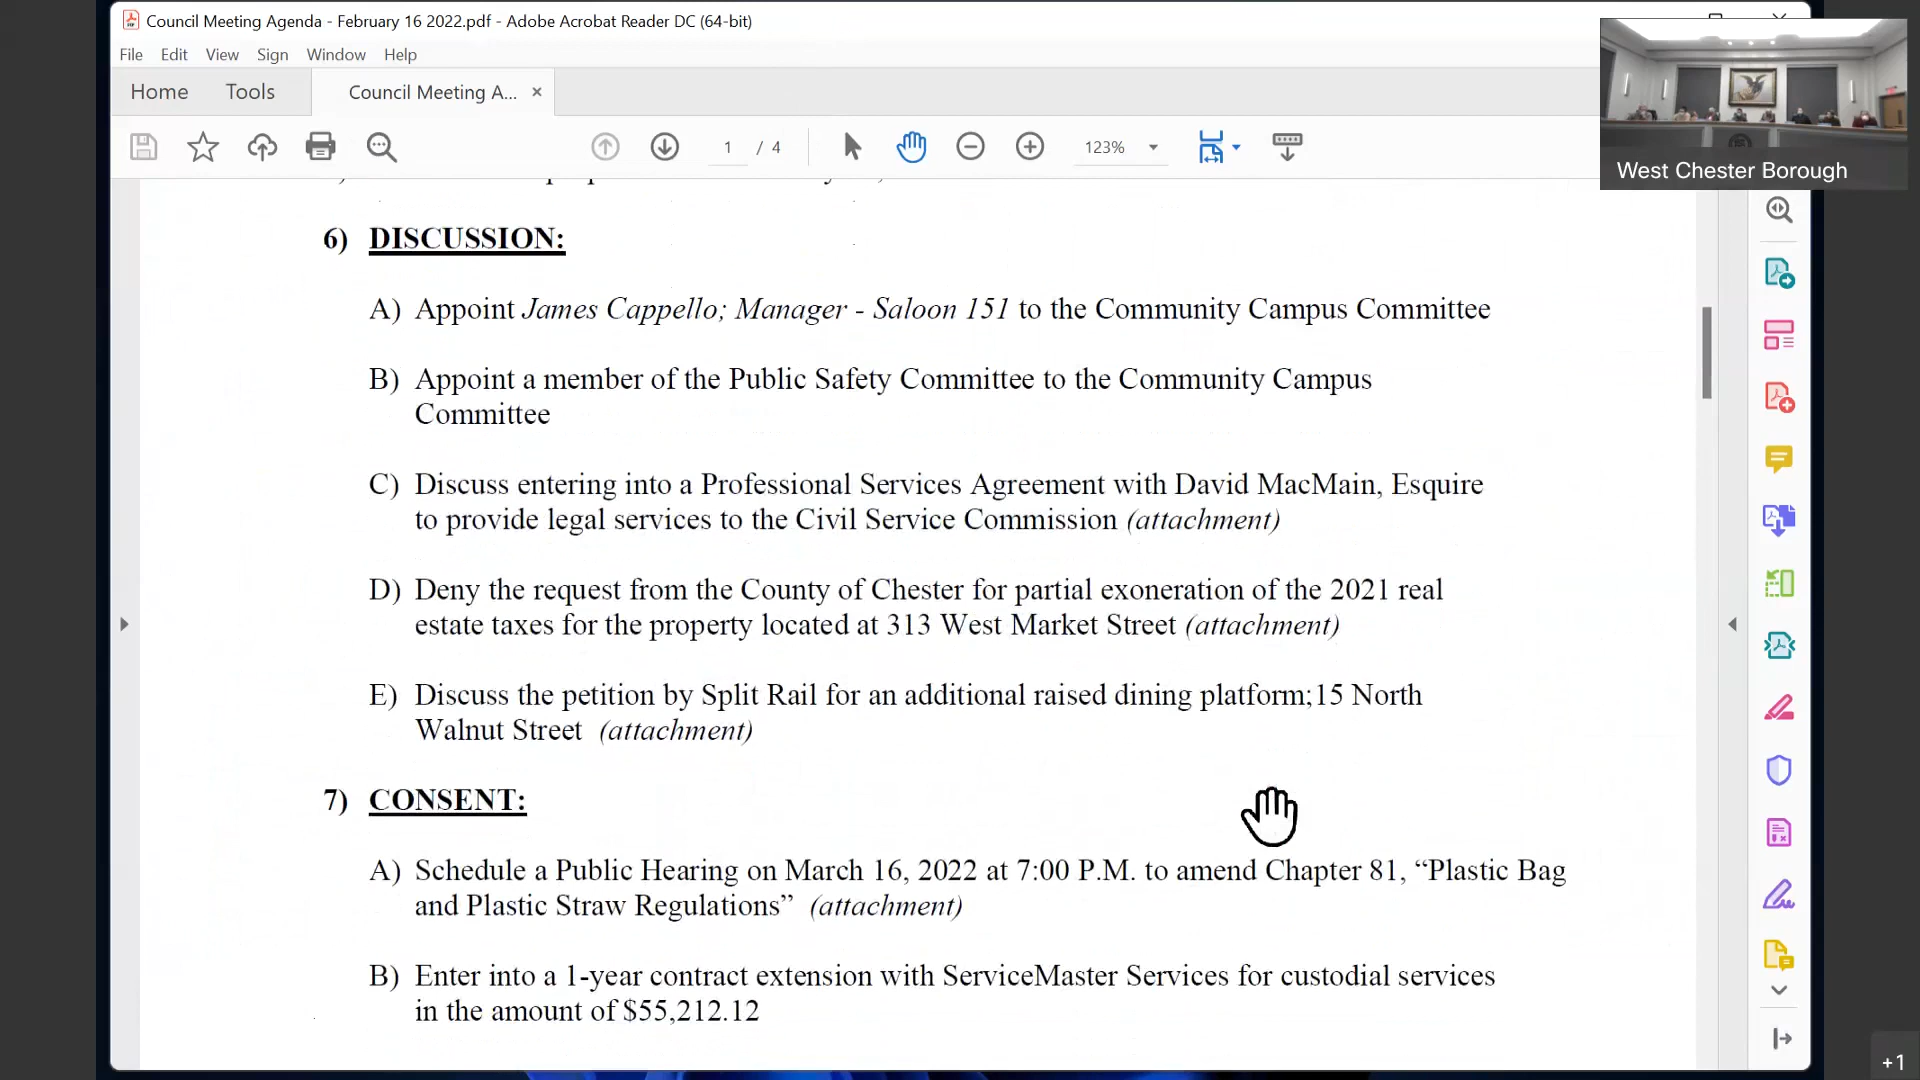 Council Meeting Agenda - February 16 2022.pdf - Adobe Acrobat Reader DC (64-bit)
File Edit View Sign Window Help
Home Tools Council Meeting A... ×
1 / 4 123%
West Chester Borough
6) DISCUSSION:
A) Appoint James Cappello; Manager - Saloon 151 to the Community Campus Committee
B) Appoint a member of the Public Safety Committee to the Community Campus
Committee
C) Discuss entering into a Professional Services Agreement with David MacMain, Esquire
to provide legal services to the Civil Service Commission (attachment)
D) Deny the request from the County of Chester for partial exoneration of the 2021 real
estate taxes for the property located at 313 West Market Street (attachment)
E) Discuss the petition by Split Rail for an additional raised dining platform;15 North
Walnut Street (attachment)
7) CONSENT:
A) Schedule a Public Hearing on March 16, 2022 at 7:00 P.M. to amend Chapter 81, “Plastic Bag
and Plastic Straw Regulations” (attachment)
B) Enter into a 1-year contract extension with ServiceMaster Services for custodial services
in the amount of $55,212.12
+1